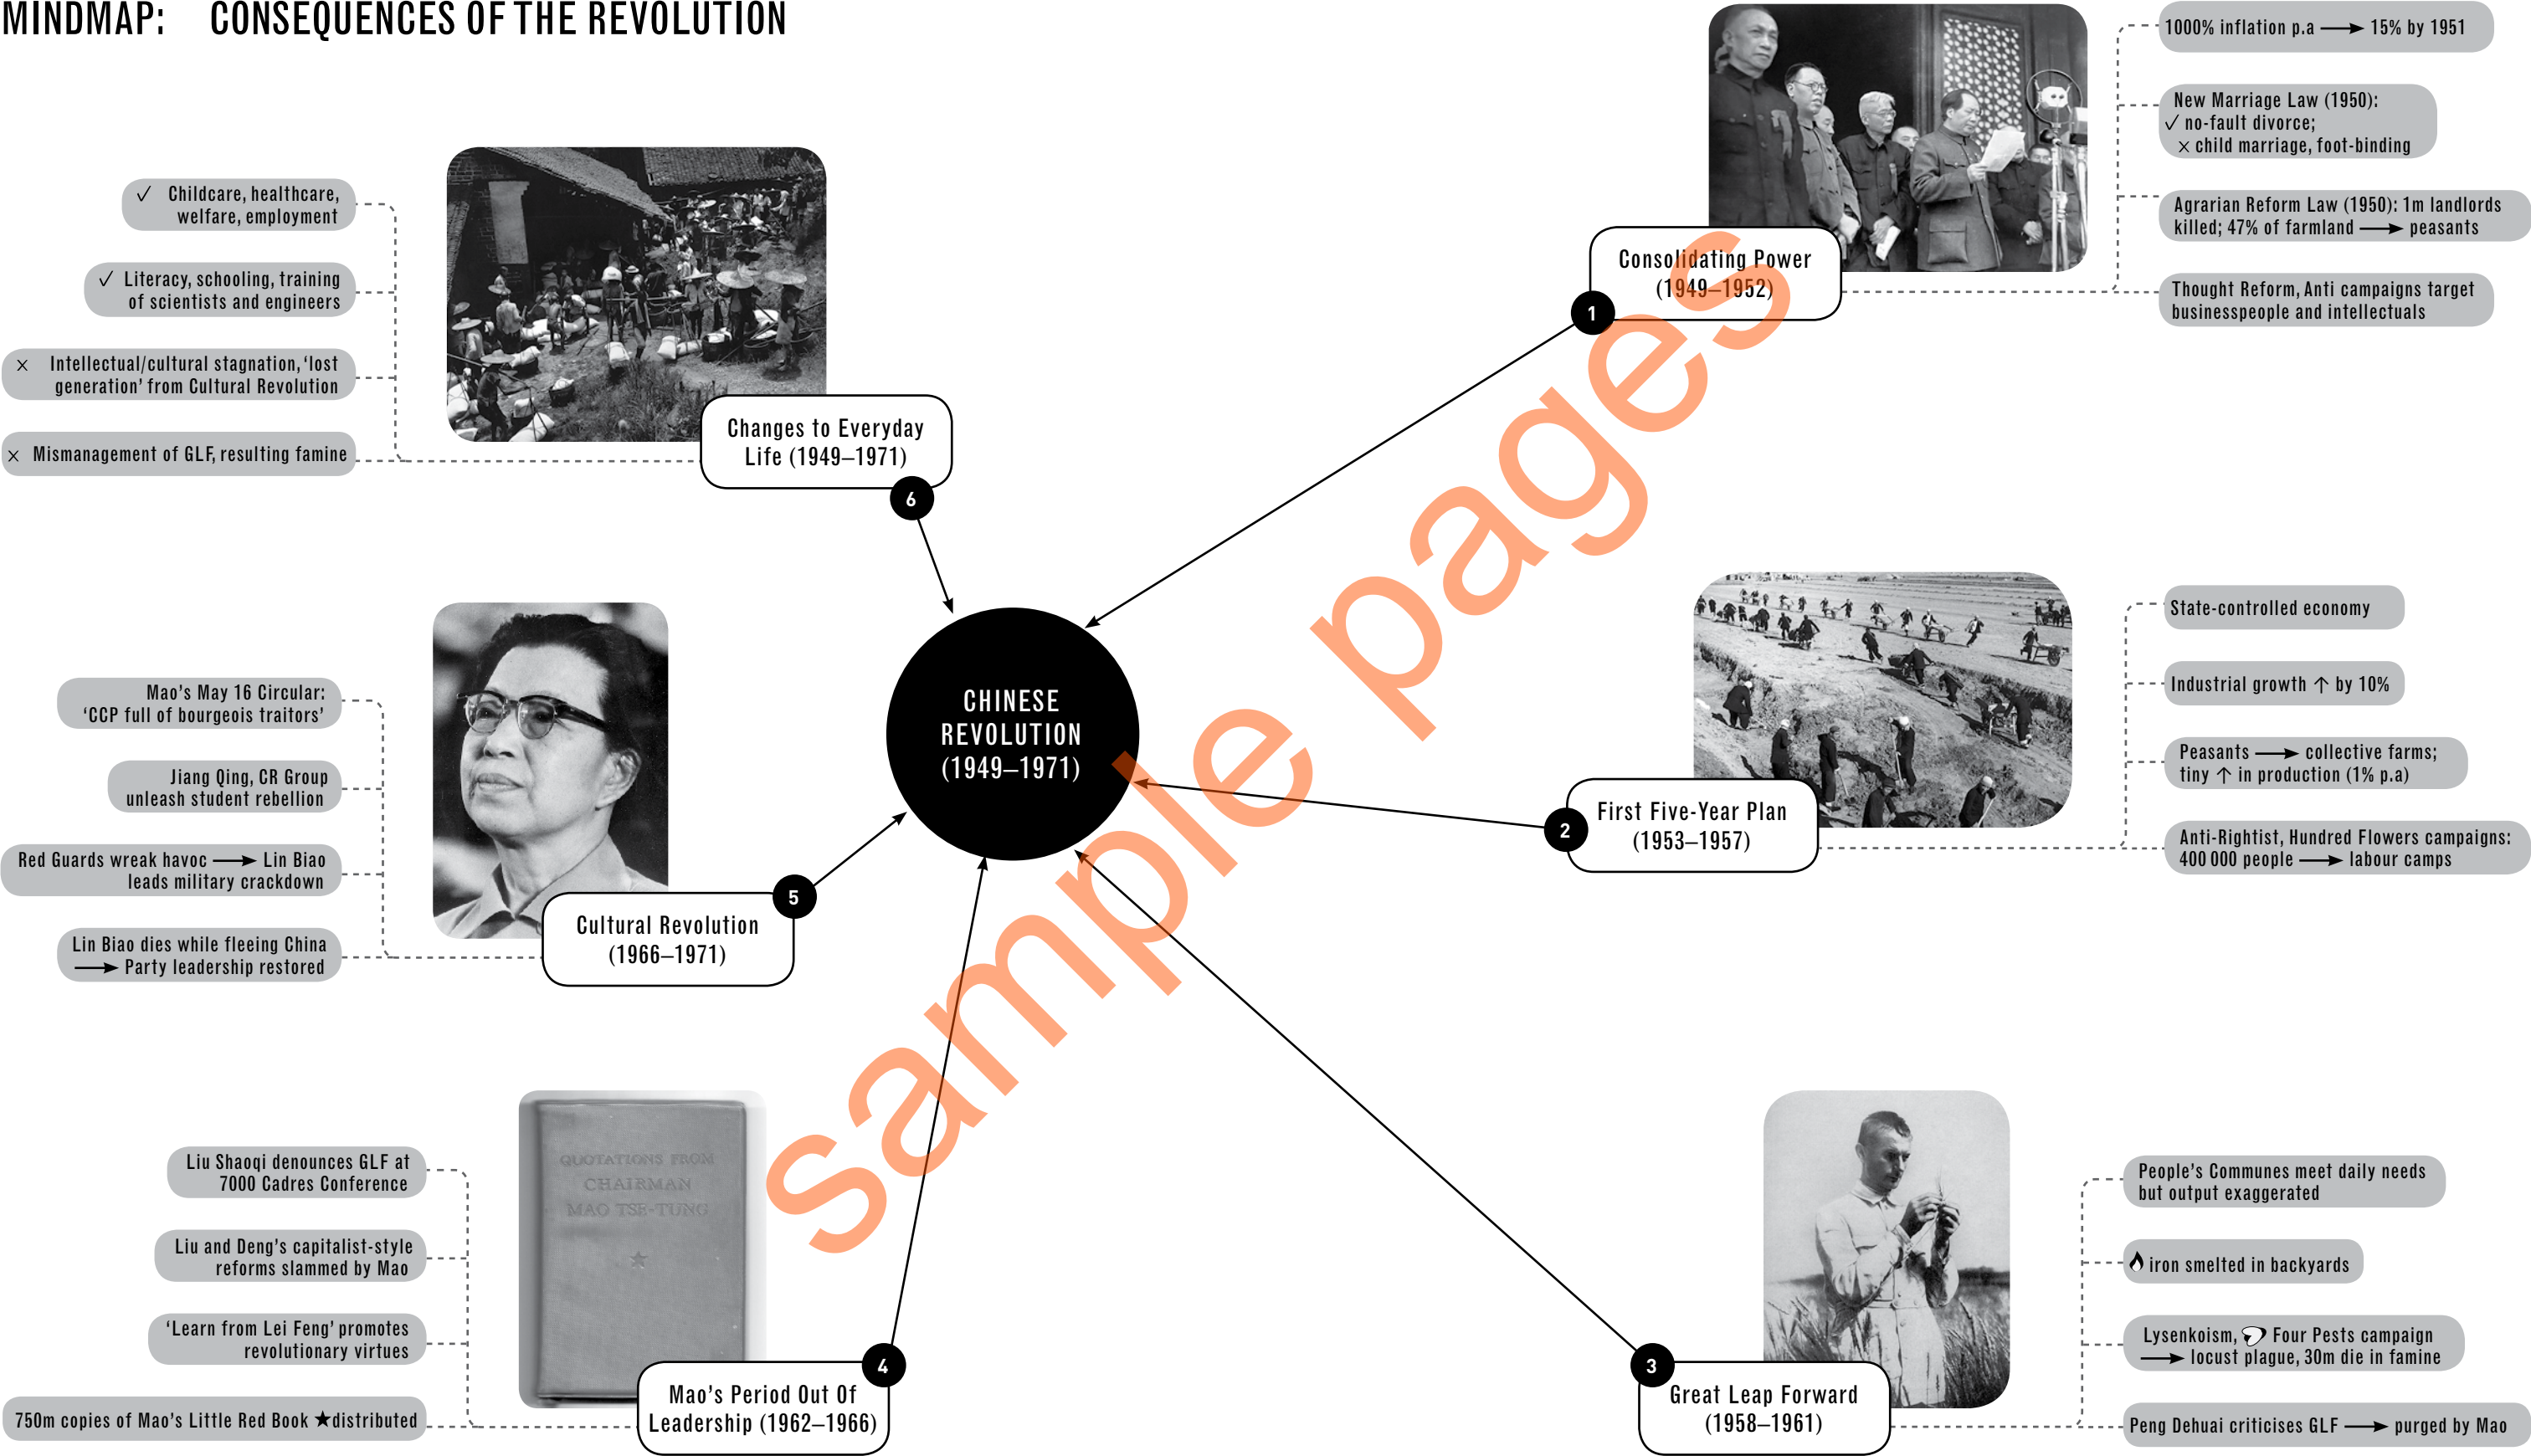 MINDMAP: CONSEQUENCES OF THE REVOLUTION
1000% inflation p.a ⟶ 15% by 1951
New Marriage Law (1950):
✓ no-fault divorce;
× child marriage, foot-binding
Agrarian Reform Law (1950): 1m landlords
killed; 47% of farmland ⟶ peasants
Thought Reform, Anti campaigns target
businesspeople and intellectuals
Consolidating Power
(1949–1952)
1
State-controlled economy
Industrial growth ↑ by 10%
Peasants ⟶ collective farms;
tiny ↑ in production (1% p.a)
Anti-Rightist, Hundred Flowers campaigns:
400 000 people ⟶ labour camps
First Five-Year Plan
(1953–1957)
2
People's Communes meet daily needs
but output exaggerated
iron smelted in backyards
Lysenkoism, Four Pests campaign
⟶ locust plague, 30m die in famine
Peng Dehuai criticises GLF ⟶ purged by Mao
3
Great Leap Forward
(1958–1961)
Liu Shaoqi denounces GLF at
7000 Cadres Conference
Liu and Deng's capitalist-style
reforms slammed by Mao
'Learn from Lei Feng' promotes
revolutionary virtues
750m copies of Mao's Little Red Book ★distributed
QUOTATIONS FROM
CHAIRMAN
MAO TSE-TUNG
4
Mao's Period Out Of
Leadership (1962–1966)
Mao's May 16 Circular:
'CCP full of bourgeois traitors'
Jiang Qing, CR Group
unleash student rebellion
Red Guards wreak havoc ⟶ Lin Biao
leads military crackdown
Lin Biao dies while fleeing China
⟶ Party leadership restored
5
Cultural Revolution
(1966–1971)
✓ Childcare, healthcare,
welfare, employment
✓ Literacy, schooling, training
of scientists and engineers
× Intellectual/cultural stagnation, 'lost
generation' from Cultural Revolution
× Mismanagement of GLF, resulting famine
Changes to Everyday
Life (1949–1971)
6
CHINESE
REVOLUTION
(1949–1971)
sample pages